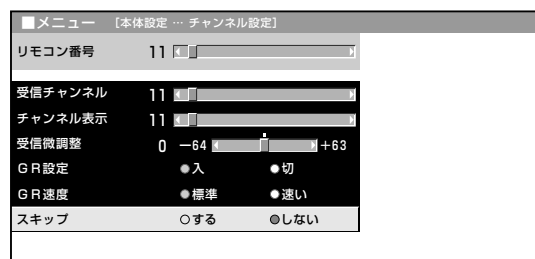 ■メニュー [本体設定 … チャンネル設定]
リモコン番号 11
受信チャンネル 11
チャンネル表示 11
受信微調整 0 −64 +63
GR設定 ●入 ●切
GR速度 ●標準 ●速い
スキップ ○する ◎しない